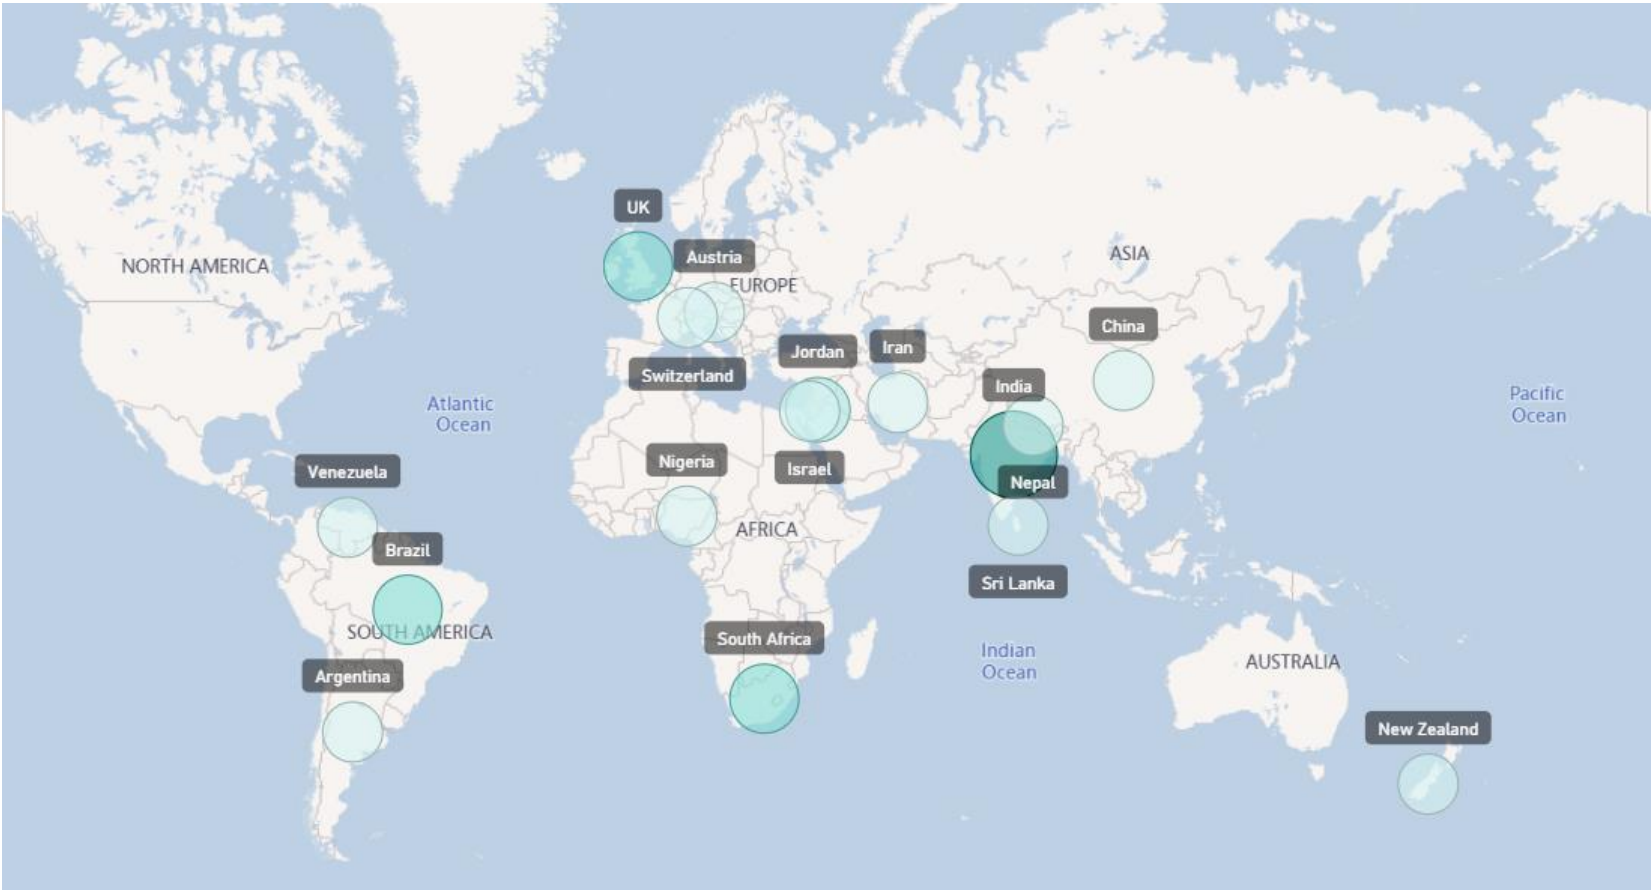 UK
Austria
NORTH AMERICA
ASIA
EUROPE
China
Jordan
Iran
Switzerland
India
Atlantic
Ocean
Pacific
Ocean
Venezuela
Nigeria
Israel
Nepal
AFRICA
Brazil
Sri Lanka
SOUTH AMERICA
South Africa
Indian
Ocean
AUSTRALIA
Argentina
New Zealand